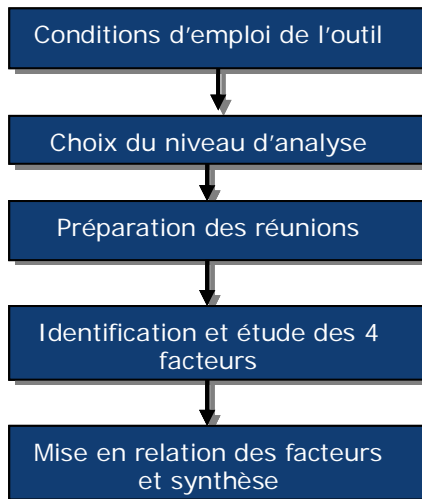 Conditions d'emploi de l'outil
Choix du niveau d'analyse
Préparation des réunions
Identification et étude des 4
facteurs
Mise en relation des facteurs
et synthèse